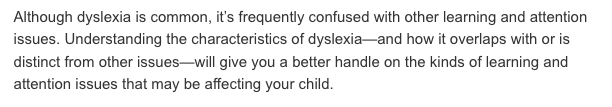 Although dyslexia is common, it’s frequently confused with other learning and attention
issues. Understanding the characteristics of dyslexia—and how it overlaps with or is
distinct from other issues—will give you a better handle on the kinds of learning and
attention issues that may be affecting your child.